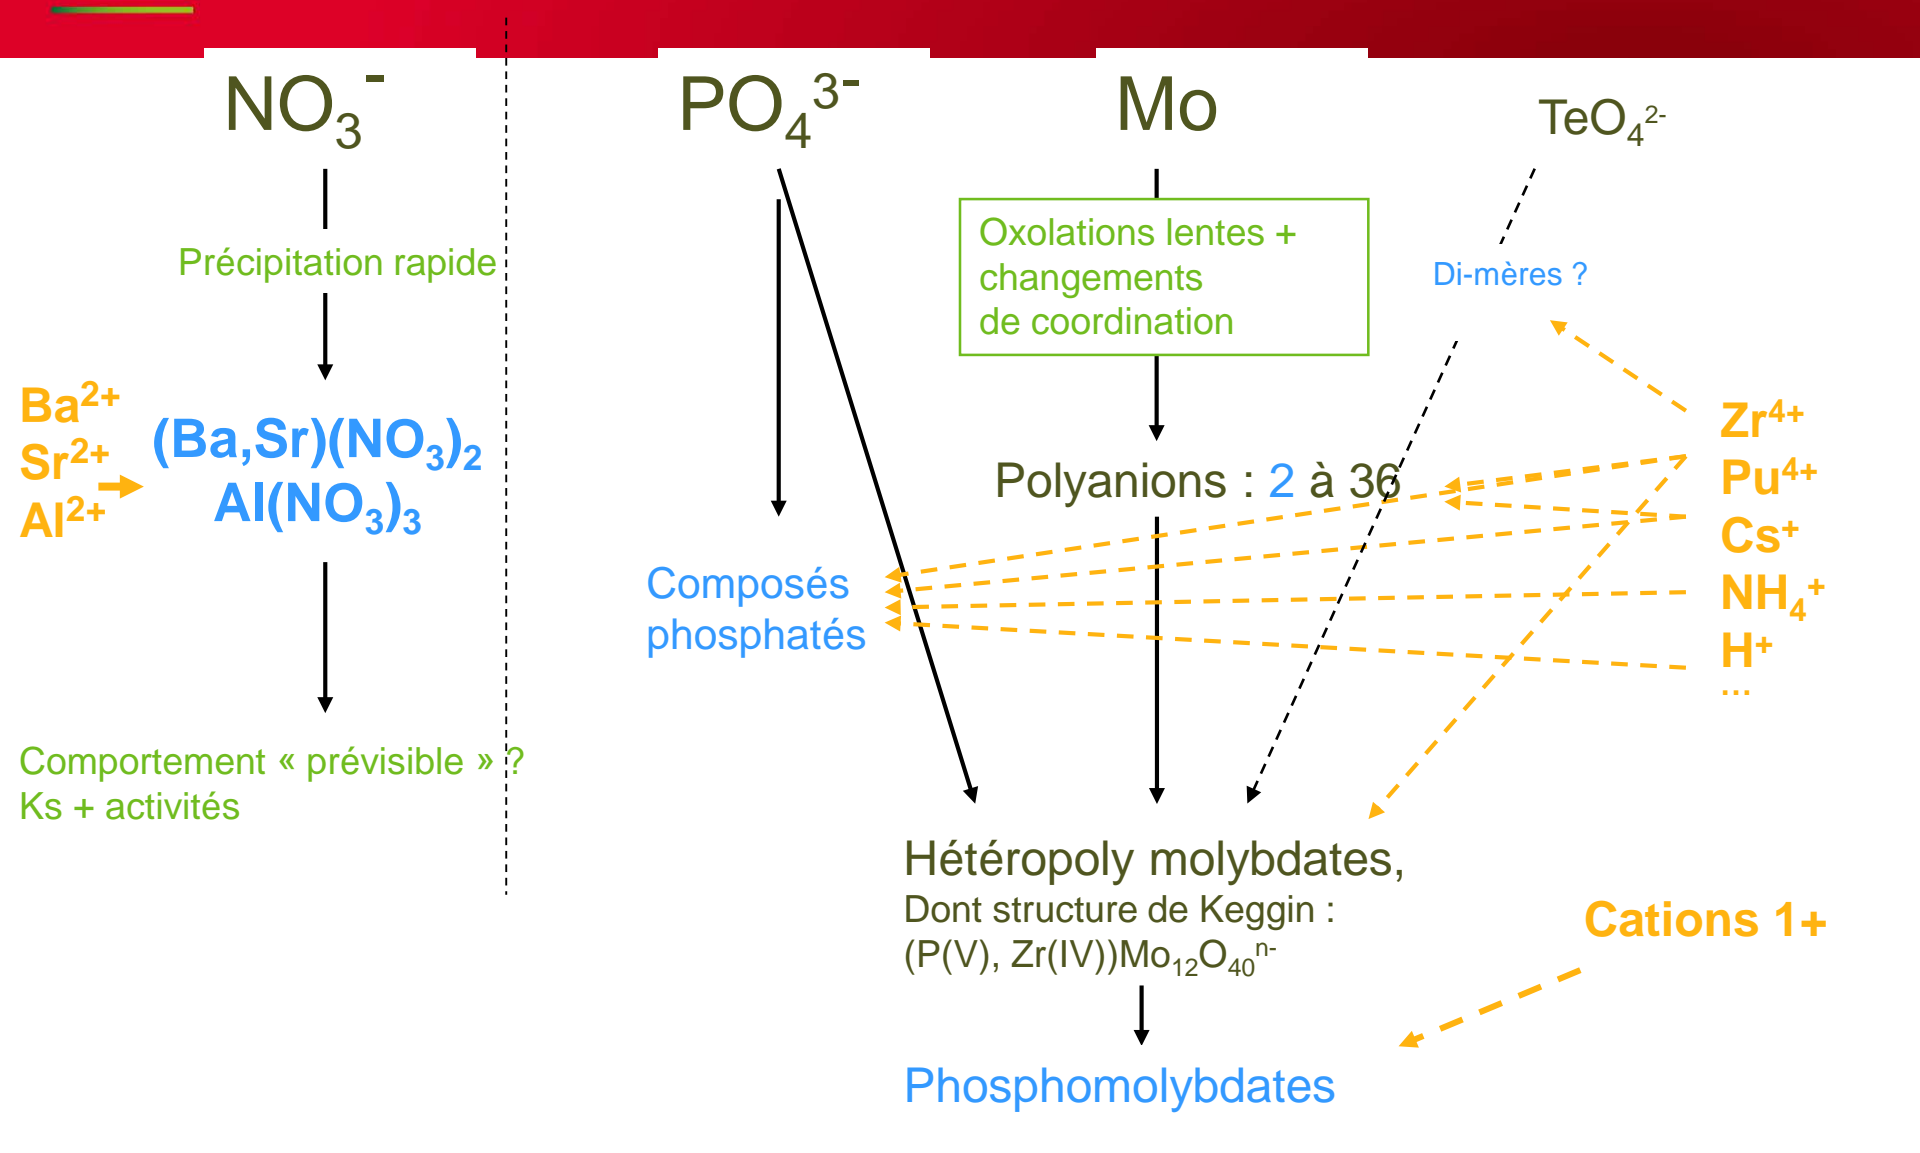 NO₃⁻
PO₄³⁻
Mo
TeO₄²⁻
Précipitation rapide
Oxolations lentes +
changements
de coordination
Di-mères ?
Ba²⁺
Sr²⁺
Al²⁺
(Ba,Sr)(NO₃)₂
Al(NO₃)₃
Polyanions : 2 à 36
Zr⁴⁺
Pu⁴⁺
Cs⁺
NH₄⁺
H⁺
...
Composés
phosphatés
Comportement « prévisible » ?
Ks + activités
Hétéropoly molybdates,
Dont structure de Keggin :
(P(V), Zr(IV))Mo₁₂O₄₀ⁿ⁻
Cations 1+
Phosphomolybdates